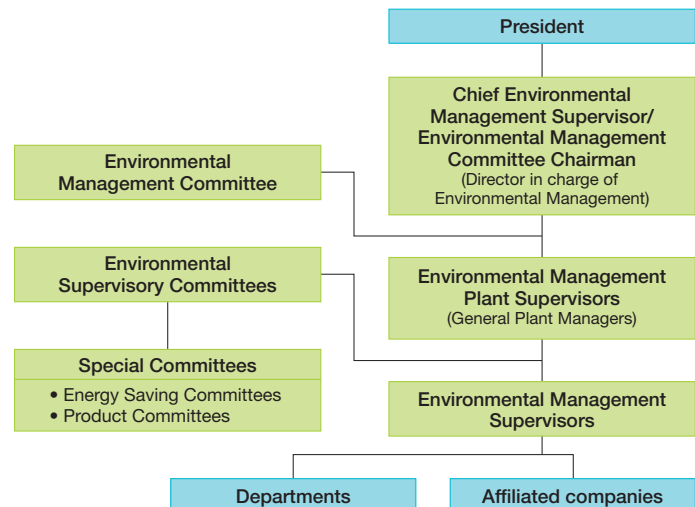 President
Chief Environmental
Management Supervisor/
Environmental Management
Committee Chairman
(Director in charge of
Environmental Management)
Environmental
Management Committee
Environmental
Supervisory Committees
Environmental Management
Plant Supervisors
(General Plant Managers)
Special Committees
• Energy Saving Committees
• Product Committees
Environmental Management
Supervisors
Departments
Affiliated companies